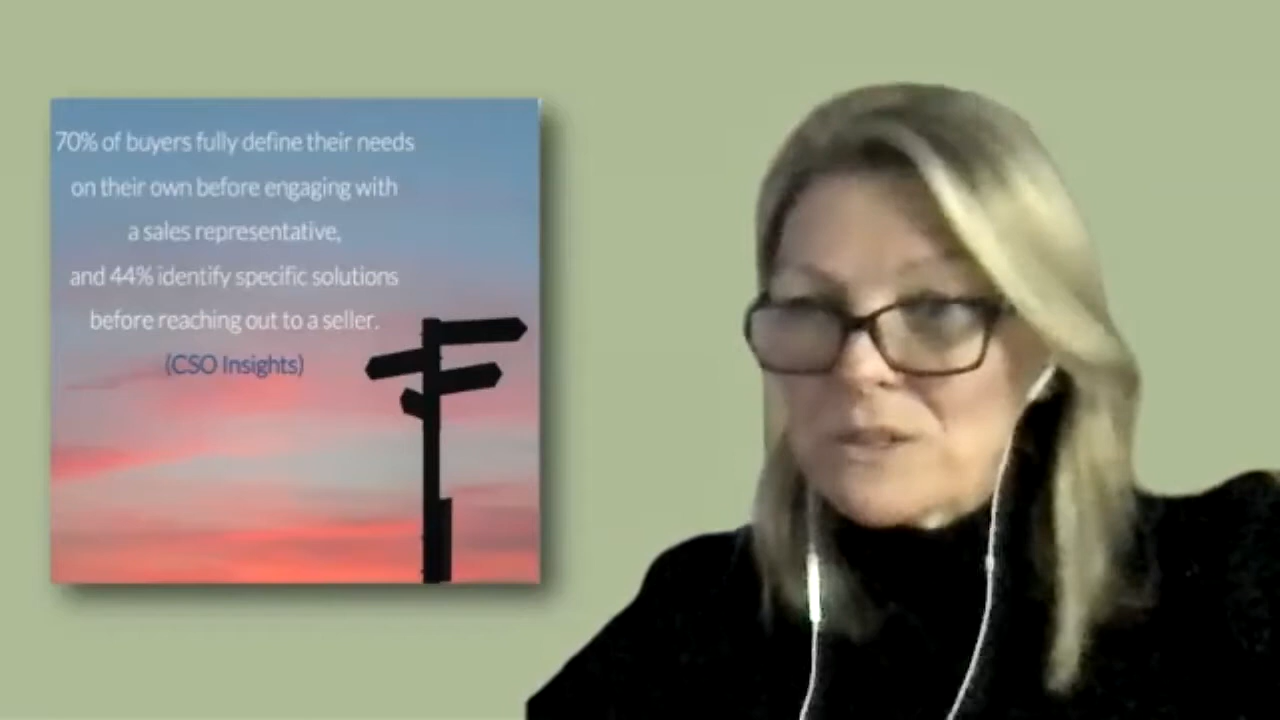 70% of buyers fully define their needs
on their own before engaging with
a sales representative,
and 44% identify specific solutions
before reaching out to a seller.
(CSO Insights)